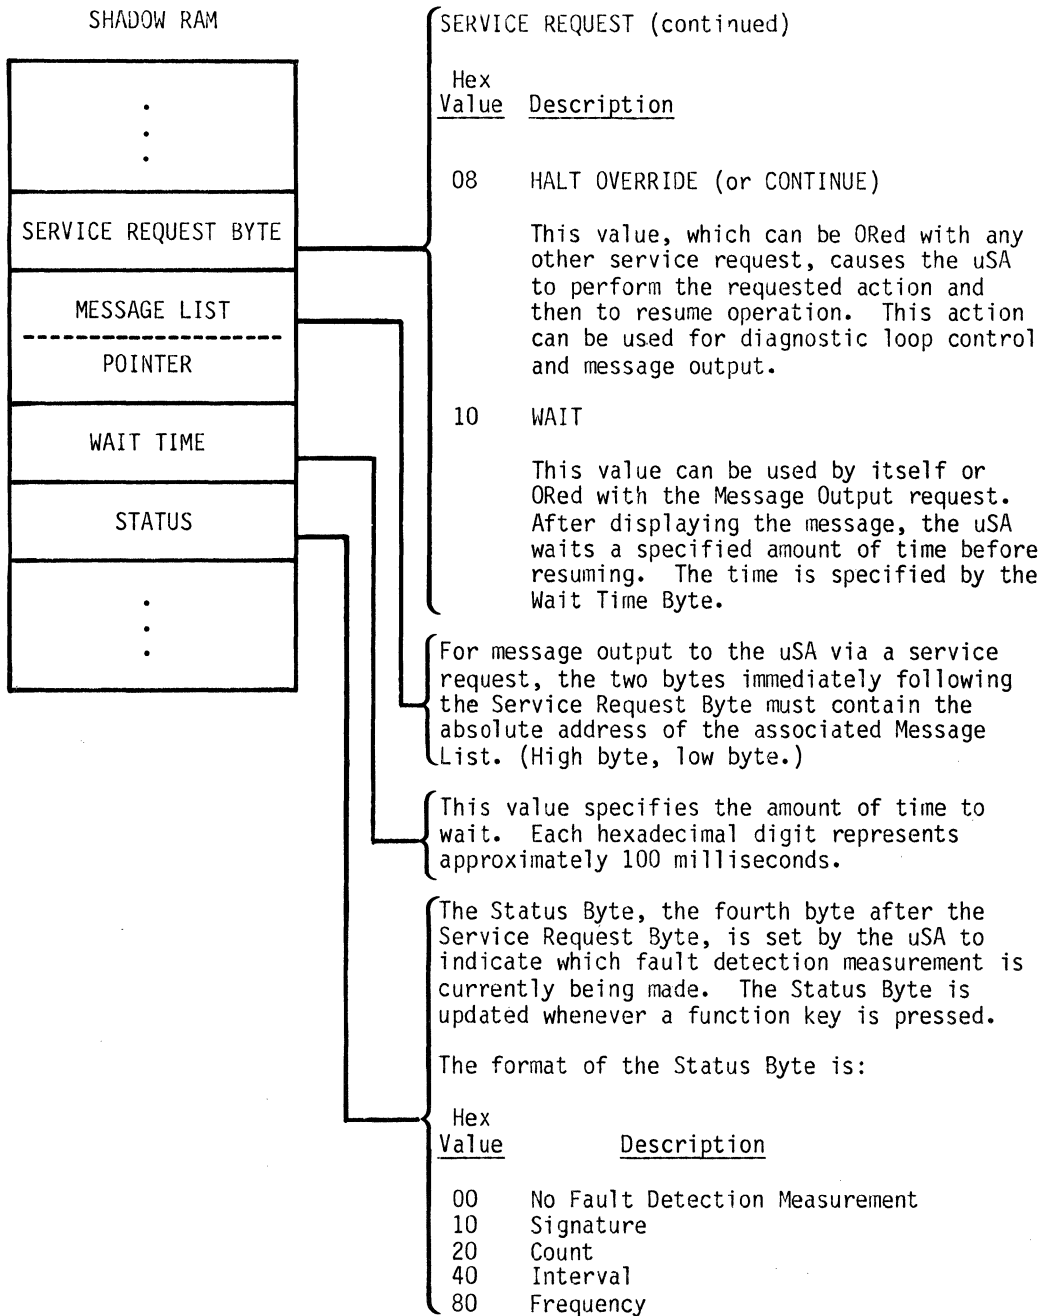 SHADOW RAM
SERVICE REQUEST BYTE
MESSAGE LIST
POINTER
WAIT TIME
STATUS
SERVICE REQUEST (continued)
Hex
Value Description
08 HALT OVERRIDE (or CONTINUE)
This value, which can be ORed with any
other service request, causes the uSA
to perform the requested action and
then to resume operation. This action
can be used for diagnostic loop control
and message output.
10 WAIT
This value can be used by itself or
ORed with the Message Output request.
After displaying the message, the uSA
waits a specified amount of time before
resuming. The time is specified by the
Wait Time Byte.
For message output to the uSA via a service
request, the two bytes immediately following
the Service Request Byte must contain the
absolute address of the associated Message
List. (High byte, low byte.)
This value specifies the amount of time to
wait. Each hexadecimal digit represents
approximately 100 milliseconds.
The Status Byte, the fourth byte after the
Service Request Byte, is set by the uSA to
indicate which fault detection measurement is
currently being made. The Status Byte is
updated whenever a function key is pressed.
The format of the Status Byte is:
Hex
Value Description
00 No Fault Detection Measurement
10 Signature
20 Count
40 Interval
80 Frequency